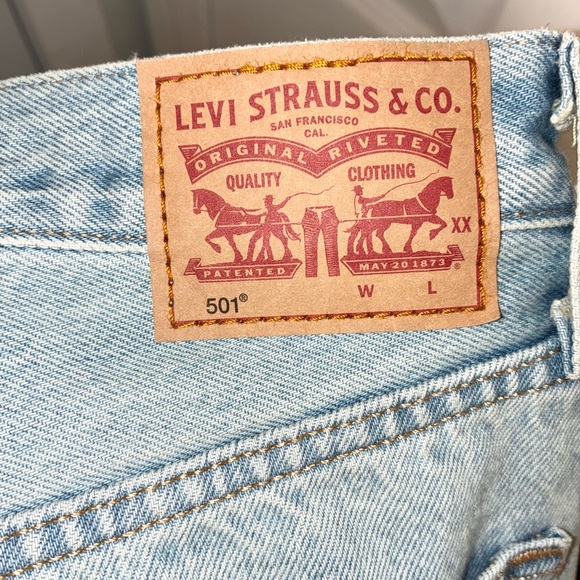 LEVI STRAUSS & CO.
SAN FRANCISCO
CAL.
ORIGINAL RIVETED
QUALITY CLOTHING
XX
PATENTED MAY 20 1873 ®
501® W L